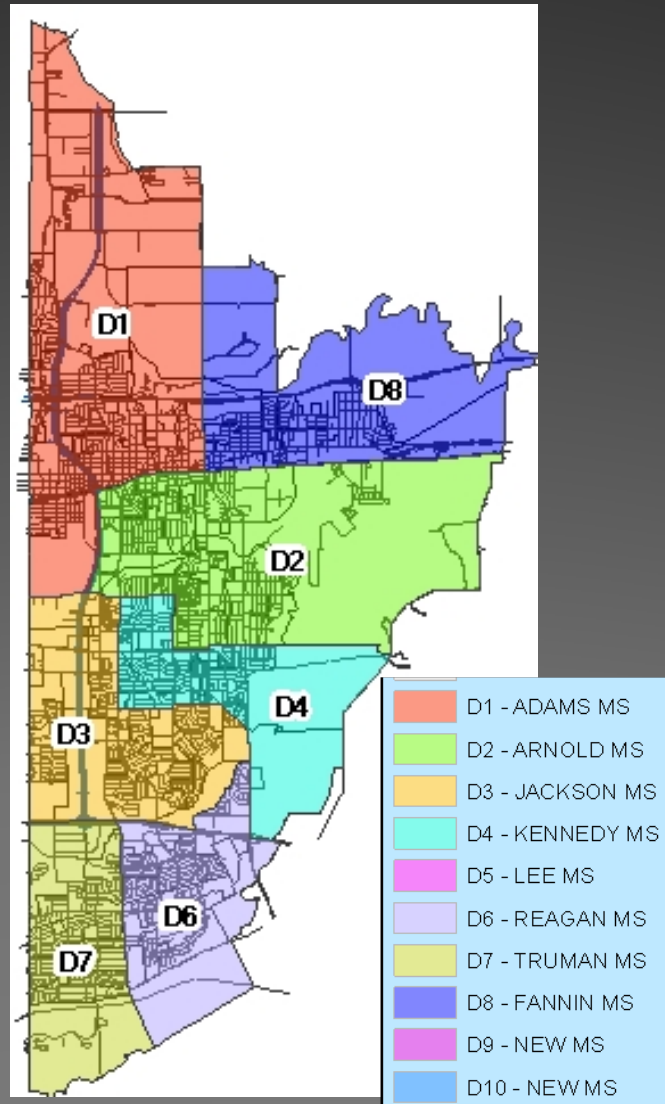 D1
D8
D2
D4
D3
D6
D7
D1 - ADAMS MS
D2 - ARNOLD MS
D3 - JACKSON MS
D4 - KENNEDY MS
D5 - LEE MS
D6 - REAGAN MS
D7 - TRUMAN MS
D8 - FANNIN MS
D9 - NEW MS
D10 - NEW MS